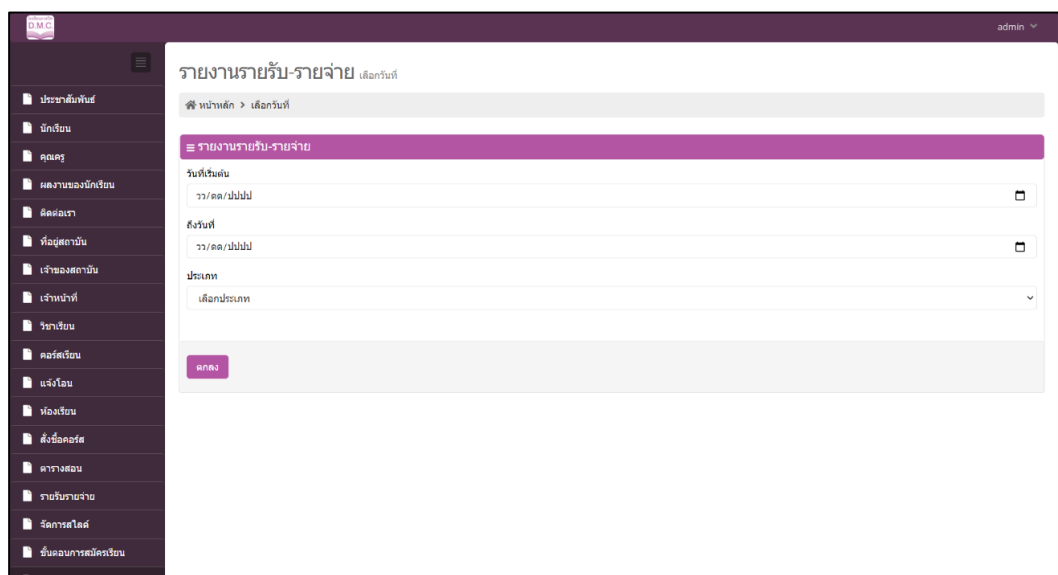 D.M.C.
admin
รายงานรายรับ-รายจ่าย เลือกวันที่
หน้าหลัก > เลือกวันที่
รายงานรายรับ-รายจ่าย
วันที่เริ่มต้น
วว/ดด/ปปปป
ถึงวันที่
วว/ดด/ปปปป
ประเภท
เลือกประเภท
ตกลง
ประชาสัมพันธ์
นักเรียน
คุณครู
ผลงานของนักเรียน
ติดต่อเรา
ที่อยู่สถาบัน
เจ้าของสถาบัน
เจ้าหน้าที่
วิชาเรียน
คอร์สเรียน
แจ้งโอน
ห้องเรียน
สั่งซื้อคอร์ส
ตารางสอน
รายรับรายจ่าย
จัดการสไลด์
ขั้นตอนการสมัครเรียน